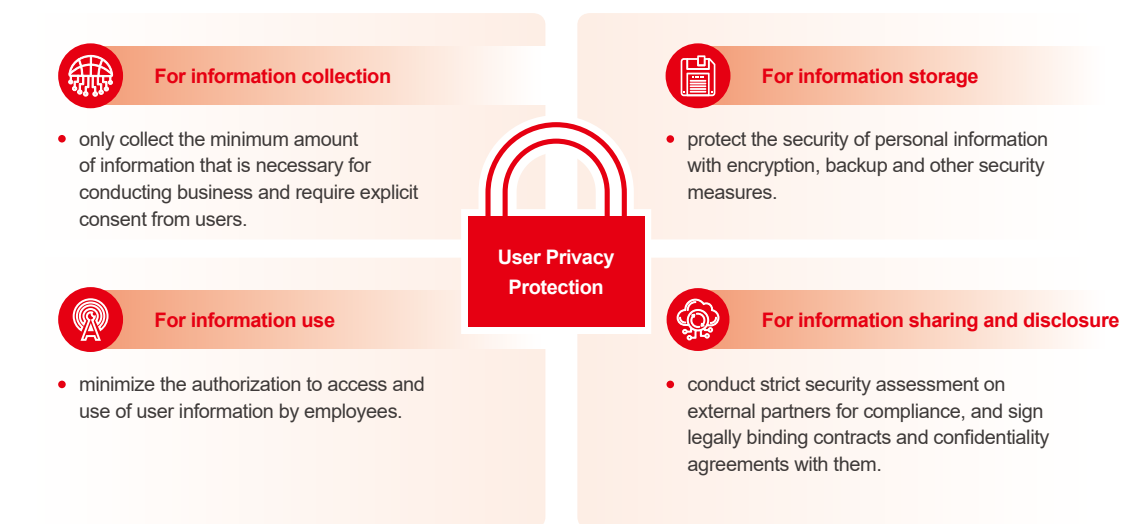 For information collection
only collect the minimum amount
of information that is necessary for
conducting business and require explicit
consent from users.
For information storage
protect the security of personal information
with encryption, backup and other security
measures.
User Privacy
Protection
For information use
minimize the authorization to access and
use of user information by employees.
For information sharing and disclosure
conduct strict security assessment on
external partners for compliance, and sign
legally binding contracts and confidentiality
agreements with them.